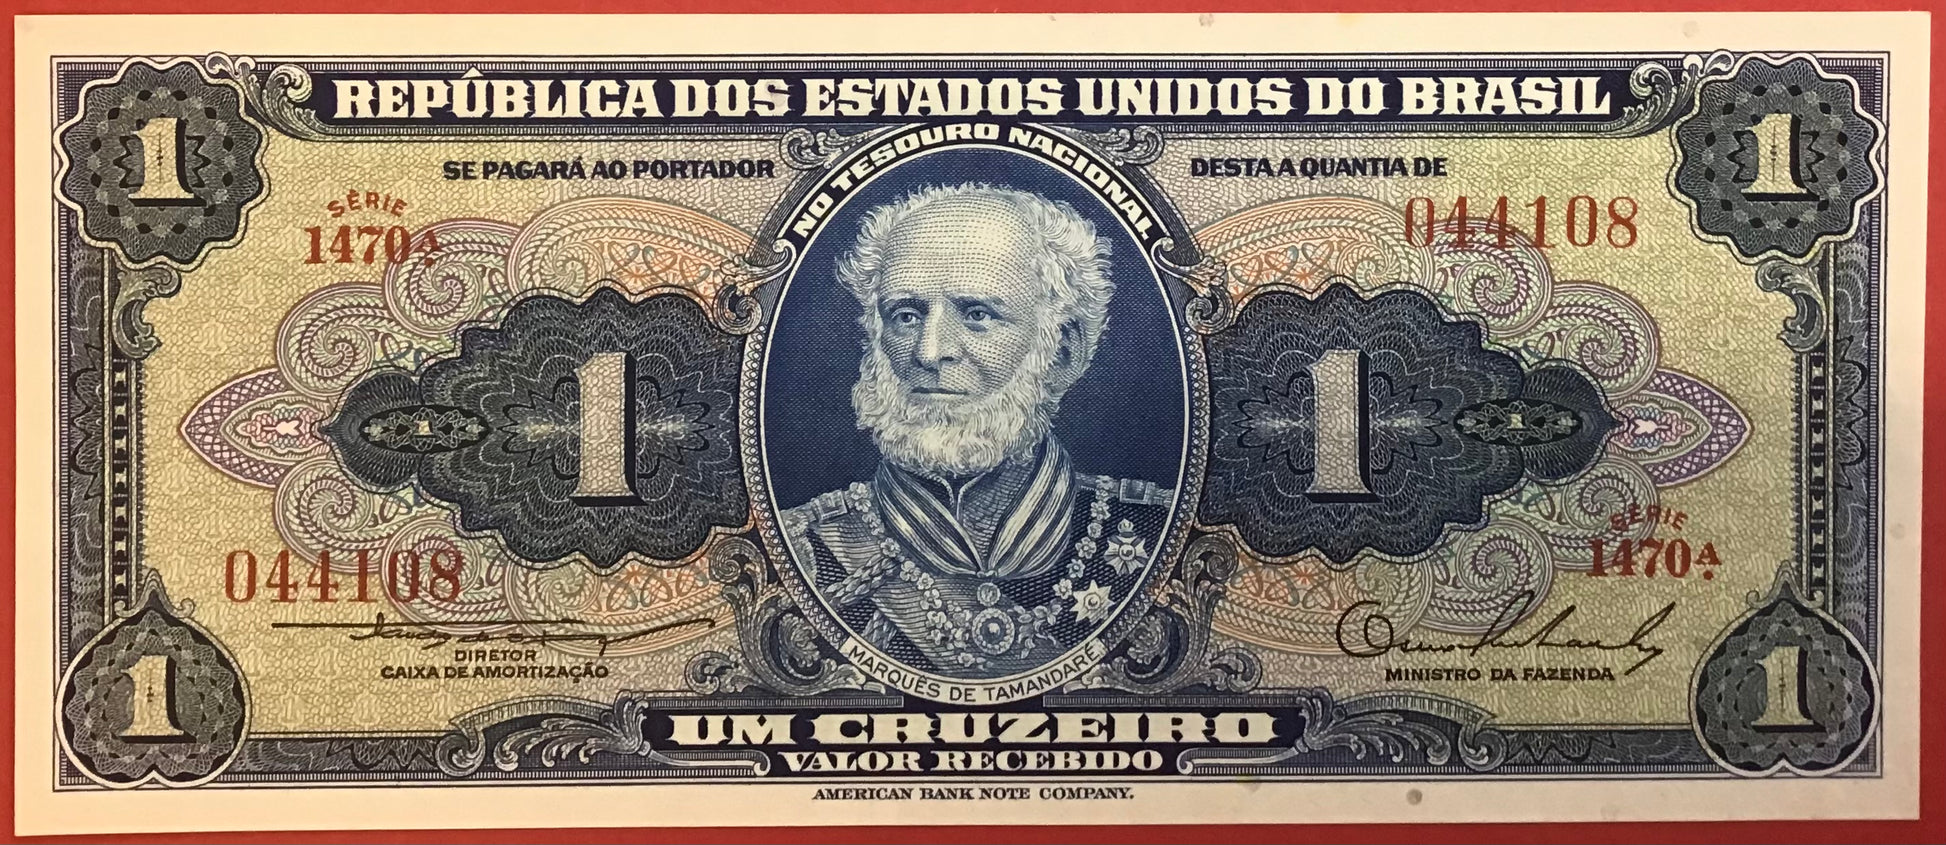 REPÚBLICA DOS ESTADOS UNIDOS DO BRASIL
1
1
NO TESOURO NACIONAL
SE PAGARÁ AO PORTADOR
DESTA A QUANTIA DE
SÉRIE
1470A
044108
1
1
1
1
SÉRIE
1470A
044108
DIRETOR
CAIXA DE AMORTIZAÇÃO
MINISTRO DA FAZENDA
MARQUÊS DE TAMANDARÉ
1
1
UM CRUZEIRO
VALOR RECEBIDO
AMERICAN BANK NOTE COMPANY.